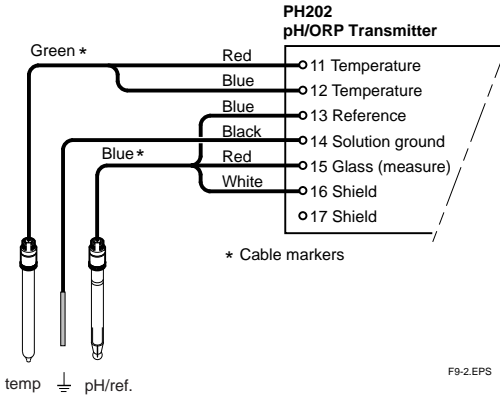 PH202
pH/ORP Transmitter
Green *
Red
11 Temperature
Blue
12 Temperature
Blue
13 Reference
Black
14 Solution ground
Blue *
Red
15 Glass (measure)
White
16 Shield
17 Shield
* Cable markers
F9-2.EPS
temp
pH/ref.